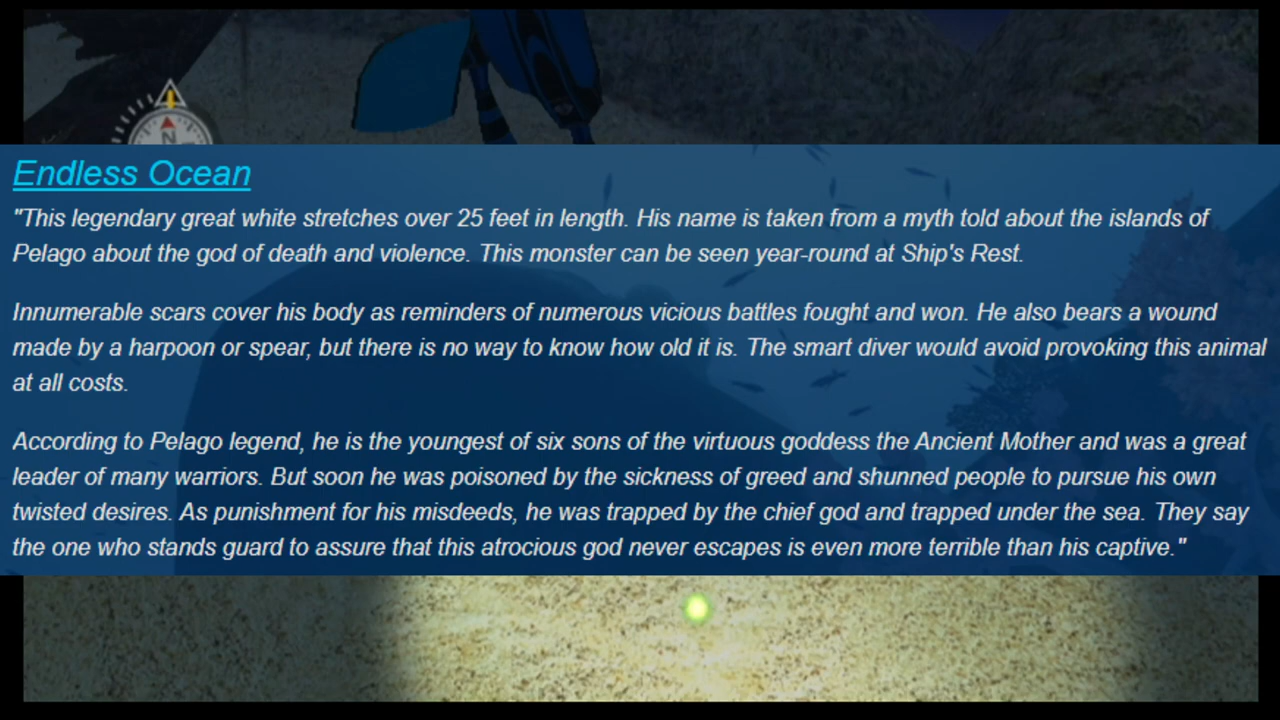 N
Endless Ocean
"This legendary great white stretches over 25 feet in length. His name is taken from a myth told about the islands of
Pelago about the god of death and violence. This monster can be seen year-round at Ship's Rest.
Innumerable scars cover his body as reminders of numerous vicious battles fought and won. He also bears a wound
made by a harpoon or spear, but there is no way to know how old it is. The smart diver would avoid provoking this animal
at all costs.
According to Pelago legend, he is the youngest of six sons of the virtuous goddess the Ancient Mother and was a great
leader of many warriors. But soon he was poisoned by the sickness of greed and shunned people to pursue his own
twisted desires. As punishment for his misdeeds, he was trapped by the chief god and trapped under the sea. They say
the one who stands guard to assure that this atrocious god never escapes is even more terrible than his captive."